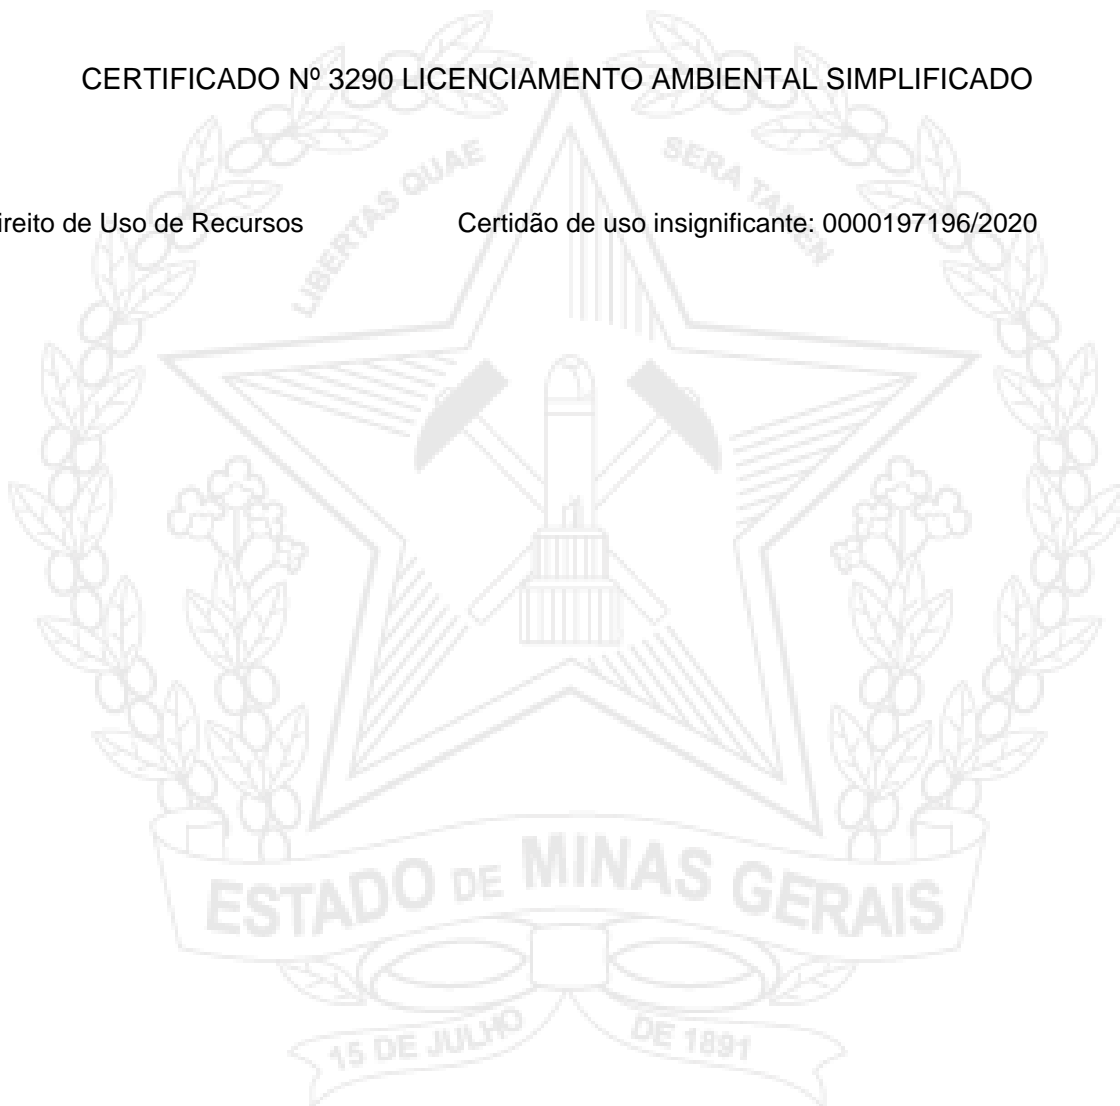 CERTIFICADO Nº 3290 LICENCIAMENTO AMBIENTAL SIMPLIFICADO
LIBERTAS QUAE SERA TAMEN
ireito de Uso de Recursos Certidão de uso insignificante: 0000197196/2020
ESTADO DE MINAS GERAIS
15 DE JULHO DE 1891